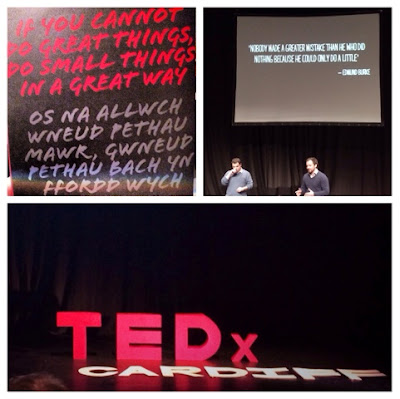 IF YOU CANNOT
DO GREAT THINGS,
DO SMALL THINGS
IN A GREAT WAY
OS NA ALLWCH
WNEUD PETHAU
MAWR, GWNEUD
PETHAU BACH YN
FFORDD WYCH
"NOBODY MADE A GREATER MISTAKE THAN HE WHO DID
NOTHING BECAUSE HE COULD ONLY DO A LITTLE"
— EDMUND BURKE
TEDx
CARDIFF